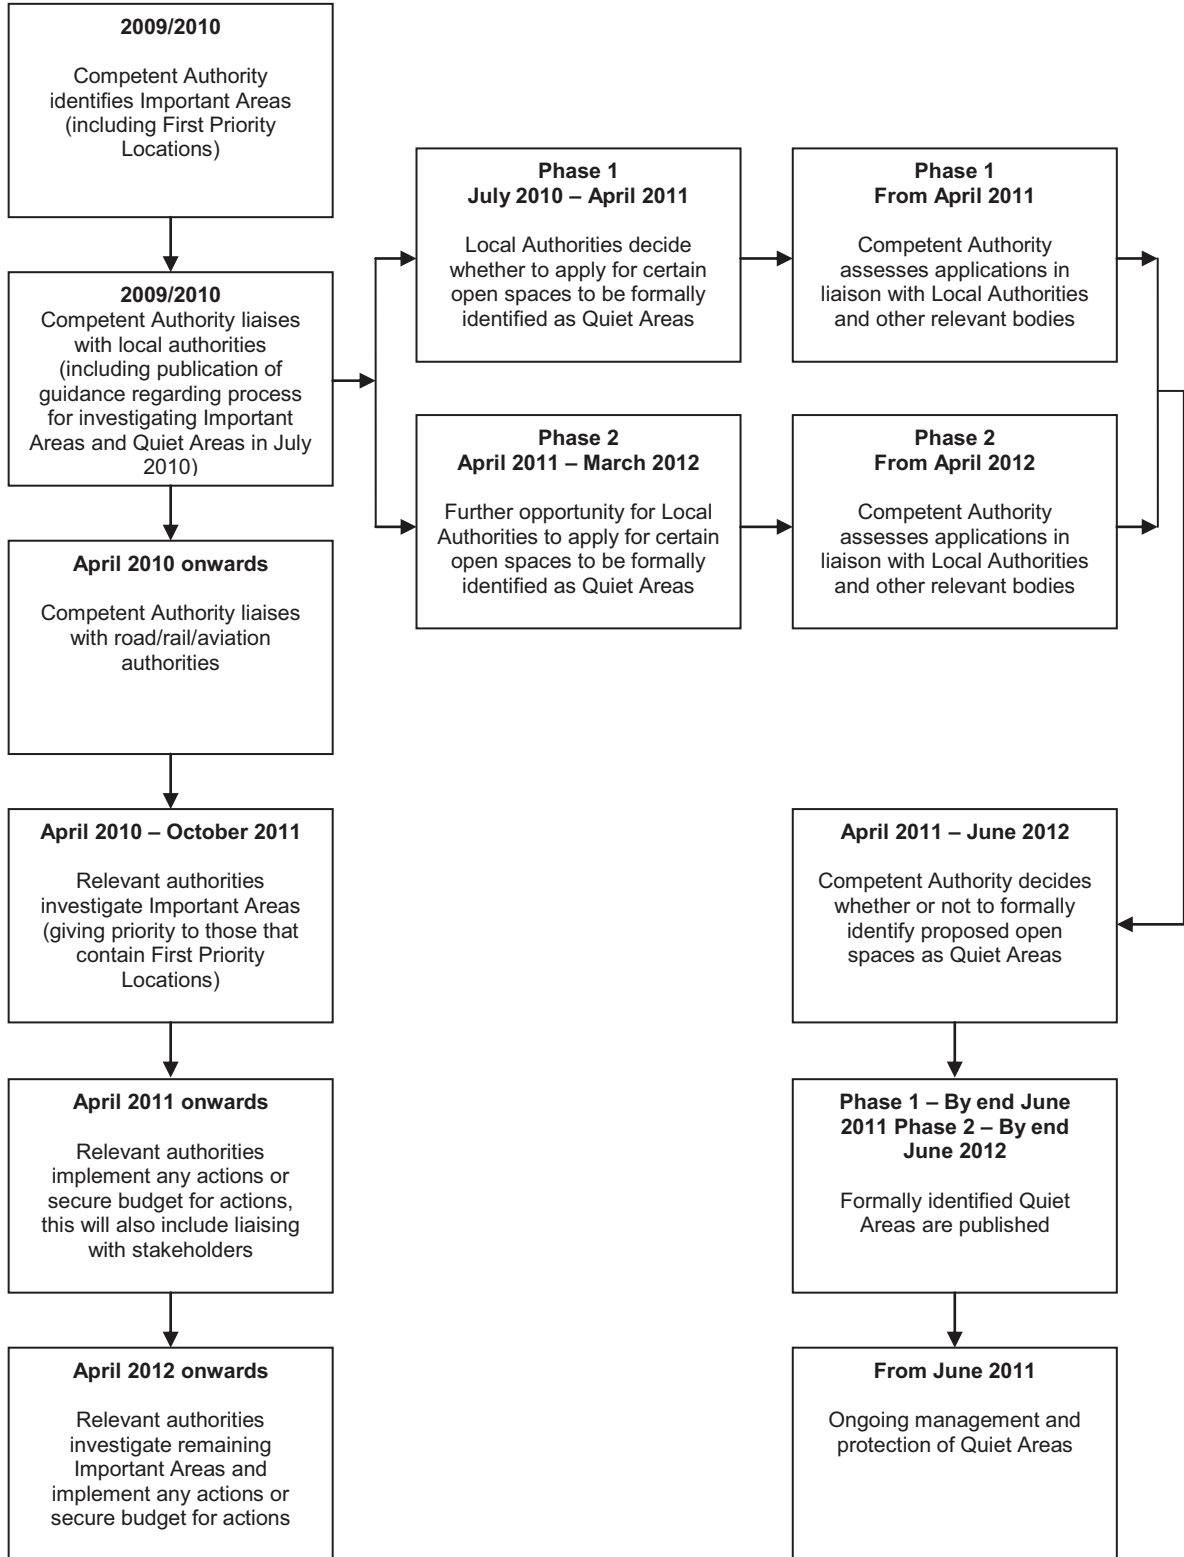 2009/2010
Competent Authority
identifies Important Areas
(including First Priority
Locations)
2009/2010
Competent Authority liaises
with local authorities
(including publication of
guidance regarding process
for investigating Important
Areas and Quiet Areas in July
2010)
April 2010 onwards
Competent Authority liaises
with road/rail/aviation
authorities
April 2010 – October 2011
Relevant authorities
investigate Important Areas
(giving priority to those that
contain First Priority
Locations)
April 2011 onwards
Relevant authorities
implement any actions or
secure budget for actions,
this will also include liaising
with stakeholders
April 2012 onwards
Relevant authorities
investigate remaining
Important Areas and
implement any actions or
secure budget for actions
Phase 1
July 2010 – April 2011
Local Authorities decide
whether to apply for certain
open spaces to be formally
identified as Quiet Areas
Phase 1
From April 2011
Competent Authority
assesses applications in
liaison with Local Authorities
and other relevant bodies
Phase 2
April 2011 – March 2012
Further opportunity for Local
Authorities to apply for certain
open spaces to be formally
identified as Quiet Areas
Phase 2
From April 2012
Competent Authority
assesses applications in
liaison with Local Authorities
and other relevant bodies
April 2011 – June 2012
Competent Authority decides
whether or not to formally
identify proposed open
spaces as Quiet Areas
Phase 1 – By end June
2011 Phase 2 – By end
June 2012
Formally identified Quiet
Areas are published
From June 2011
Ongoing management and
protection of Quiet Areas